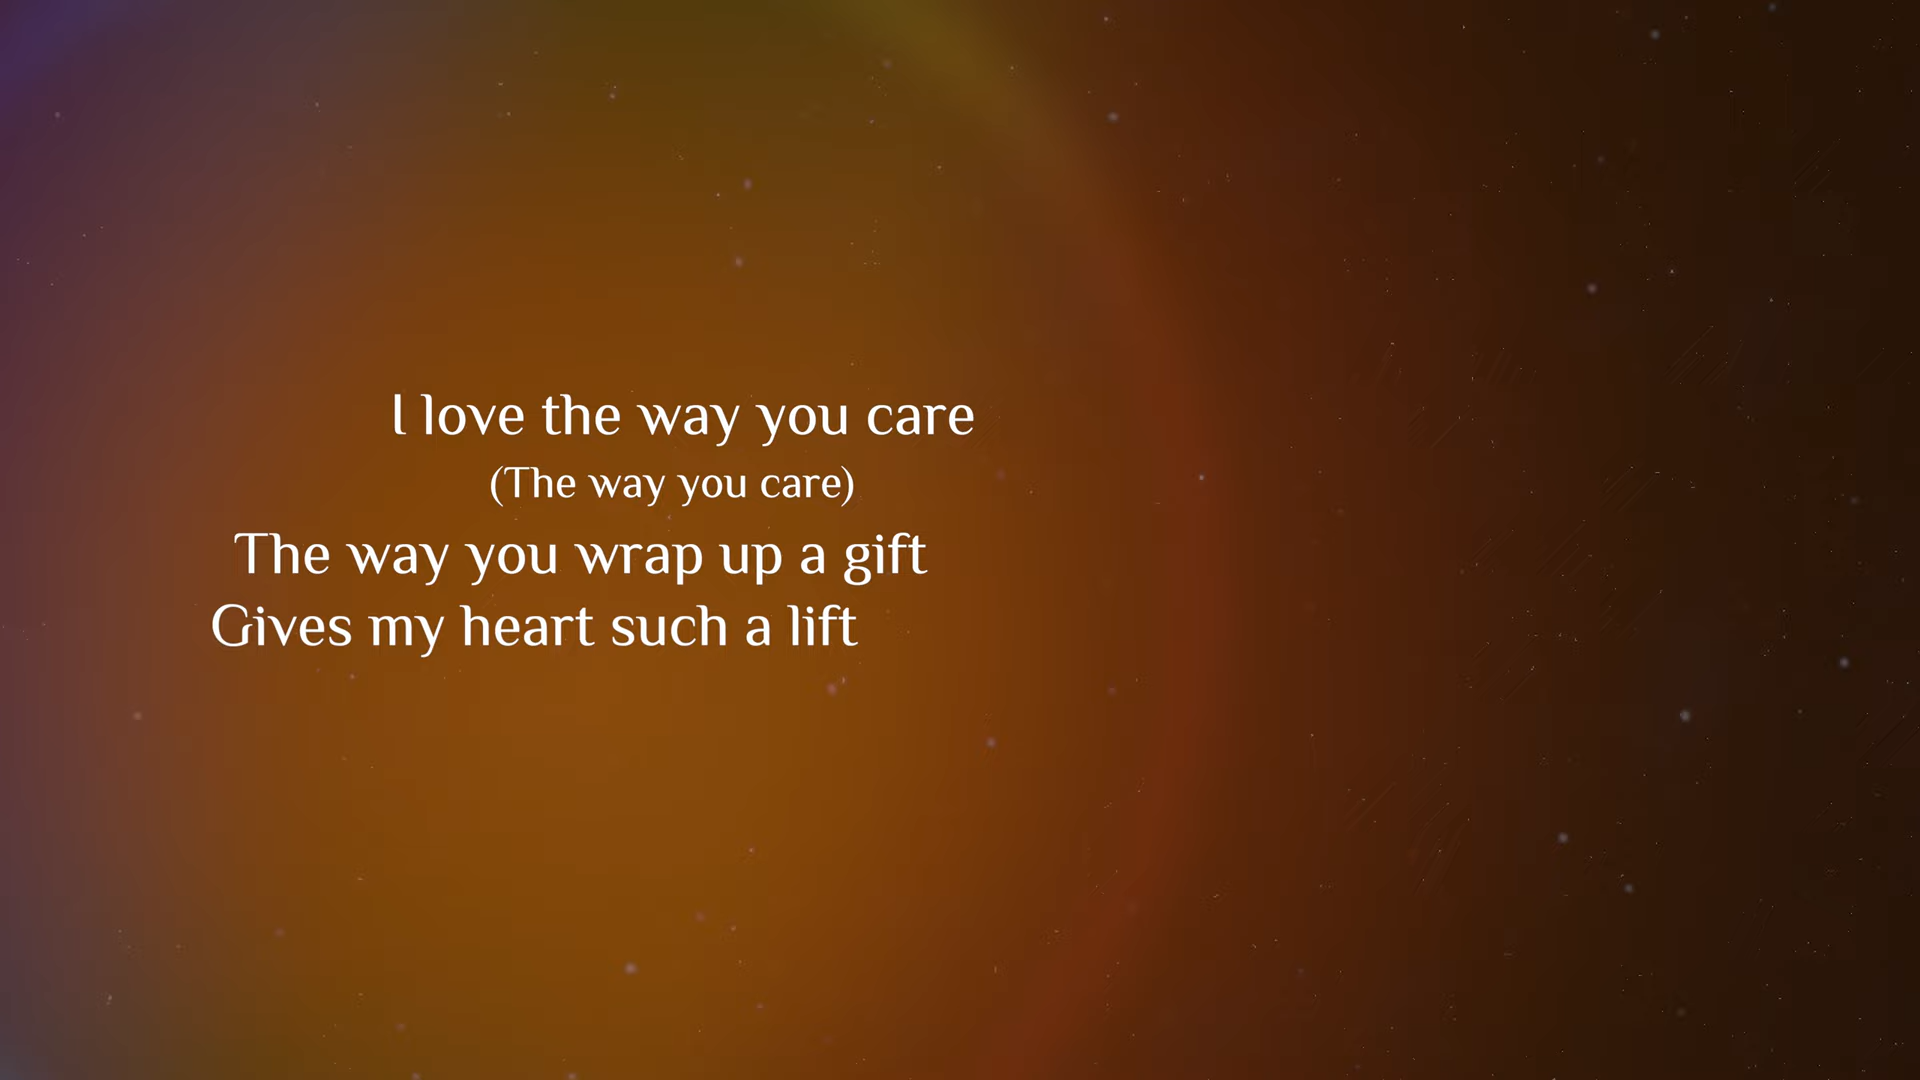 I love the way you care
(The way you care)
The way you wrap up a gift
Gives my heart such a lift